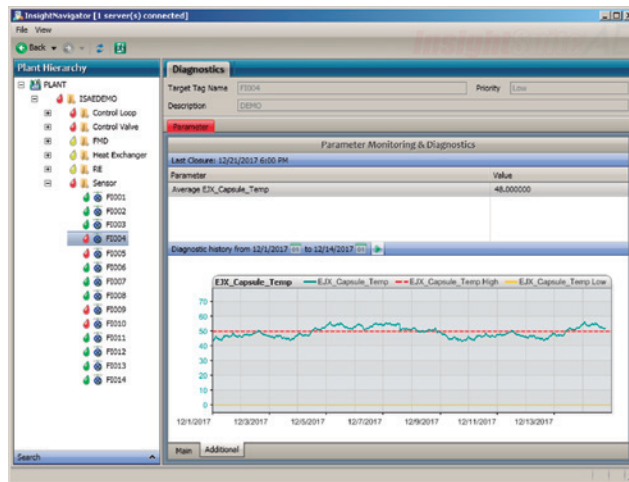 InsightNavigator [1 server(s) connected]
File View
Back
InsightSuiteAE
Plant Hierarchy
PLANT
ISAEDEMO
Control Loop
Control Valve
FMD
Heat Exchanger
RE
Sensor
FI001
FI002
FI003
FI004
FI005
FI006
FI007
FI008
FI009
FI010
FI011
FI012
FI013
FI014
Search
Diagnostics
Target Tag Name FI004 Priority Low
Description DEMO
Parameter
Parameter Monitoring & Diagnostics
Last Closure: 12/21/2017 6:00 PM
Parameter Value
Average EJX_Capsule_Temp 48.000000
Diagnostic history from 12/1/2017 to 12/14/2017
EJX_Capsule_Temp EJX_Capsule_Temp EJX_Capsule_Temp High EJX_Capsule_Temp Low
70
60
50
40
30
20
10
0
12/1/2017 12/3/2017 12/5/2017 12/7/2017 12/9/2017 12/11/2017 12/13/2017
Main Additional